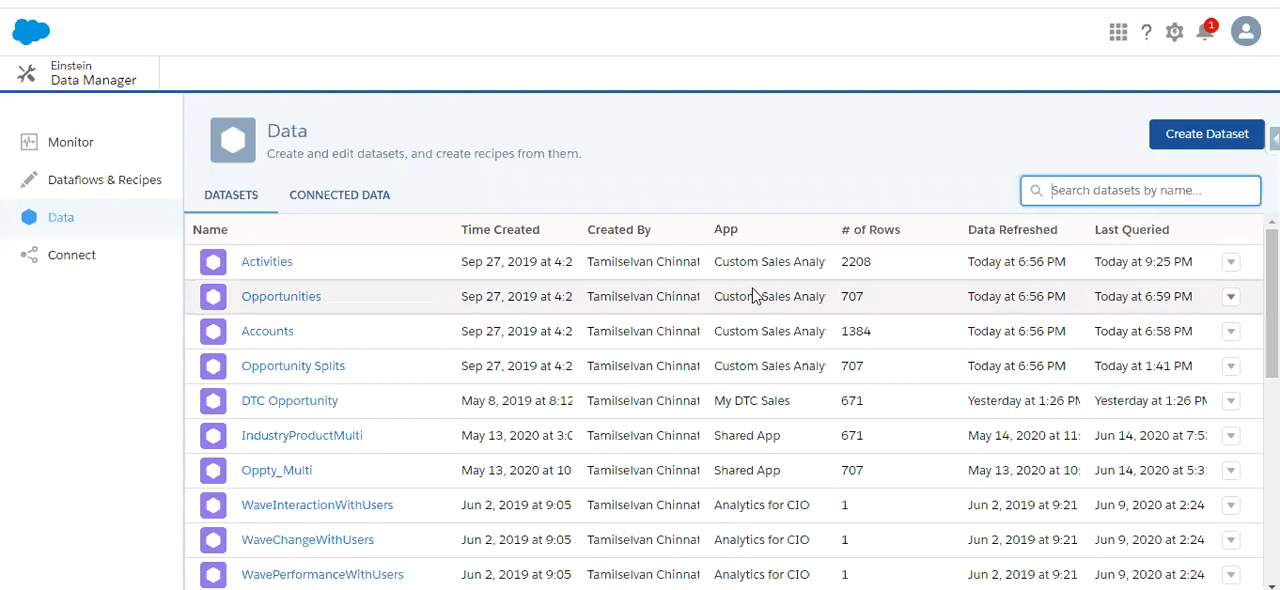 1
Einstein
Data Manager
Monitor
Dataflows & Recipes
Data
Connect
Data
Create and edit datasets, and create recipes from them.
Create Dataset
DATASETS CONNECTED DATA
Search datasets by name...
Name Time Created Created By App # of Rows Data Refreshed Last Queried
Activities Sep 27, 2019 at 4:2 Tamilselvan Chinnat Custom Sales Analy 2208 Today at 6:56 PM Today at 9:25 PM
Opportunities Sep 27, 2019 at 4:2 Tamilselvan Chinnat Custom Sales Analy 707 Today at 6:56 PM Today at 6:59 PM
Accounts Sep 27, 2019 at 4:2 Tamilselvan Chinnat Custom Sales Analy 1384 Today at 6:56 PM Today at 6:58 PM
Opportunity Splits Sep 27, 2019 at 4:2 Tamilselvan Chinnat Custom Sales Analy 707 Today at 6:56 PM Today at 1:41 PM
DTC Opportunity May 8, 2019 at 8:12 Tamilselvan Chinnat My DTC Sales 671 Yesterday at 1:26 PM Yesterday at 1:26 PM
IndustryProductMulti May 13, 2020 at 3:0 Tamilselvan Chinnat Shared App 671 May 14, 2020 at 11: Jun 14, 2020 at 7:5
Oppty_Multi May 13, 2020 at 10 Tamilselvan Chinnat Shared App 707 May 13, 2020 at 10: Jun 14, 2020 at 5:3
WaveInteractionWithUsers Jun 2, 2019 at 9:05 Tamilselvan Chinnat Analytics for CIO 1 Jun 2, 2019 at 9:21 Jun 9, 2020 at 2:24
WaveChangeWithUsers Jun 2, 2019 at 9:05 Tamilselvan Chinnat Analytics for CIO 1 Jun 2, 2019 at 9:21 Jun 9, 2020 at 2:24
WavePerformanceWithUsers Jun 2, 2019 at 9:05 Tamilselvan Chinnat Analytics for CIO 1 Jun 2, 2019 at 9:21 Jun 9, 2020 at 2:24